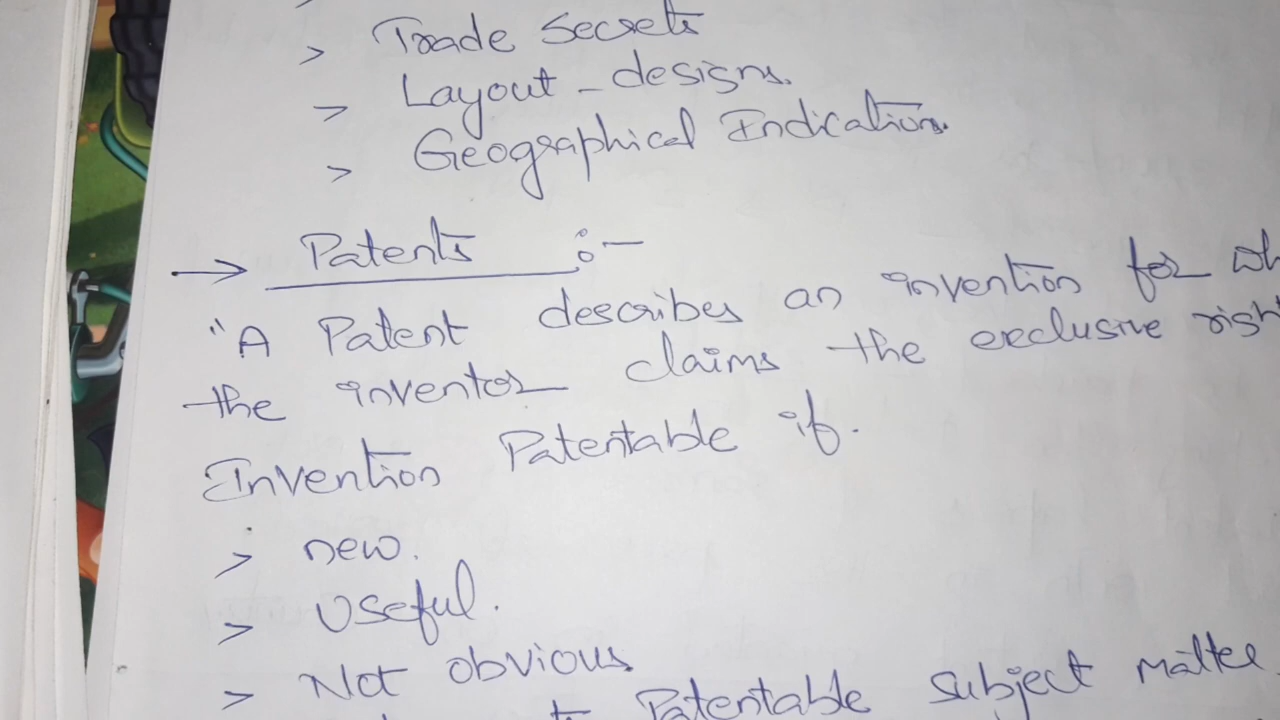 > Trade Secrets
> Layout - designs.
> Geographical Indication.
→ Patents :-
"A Patent describes an invention for
the inventor claims the exclusive
Invention Patentable if.
> new.
> Useful.
> Not obvious
Patentable subject matter